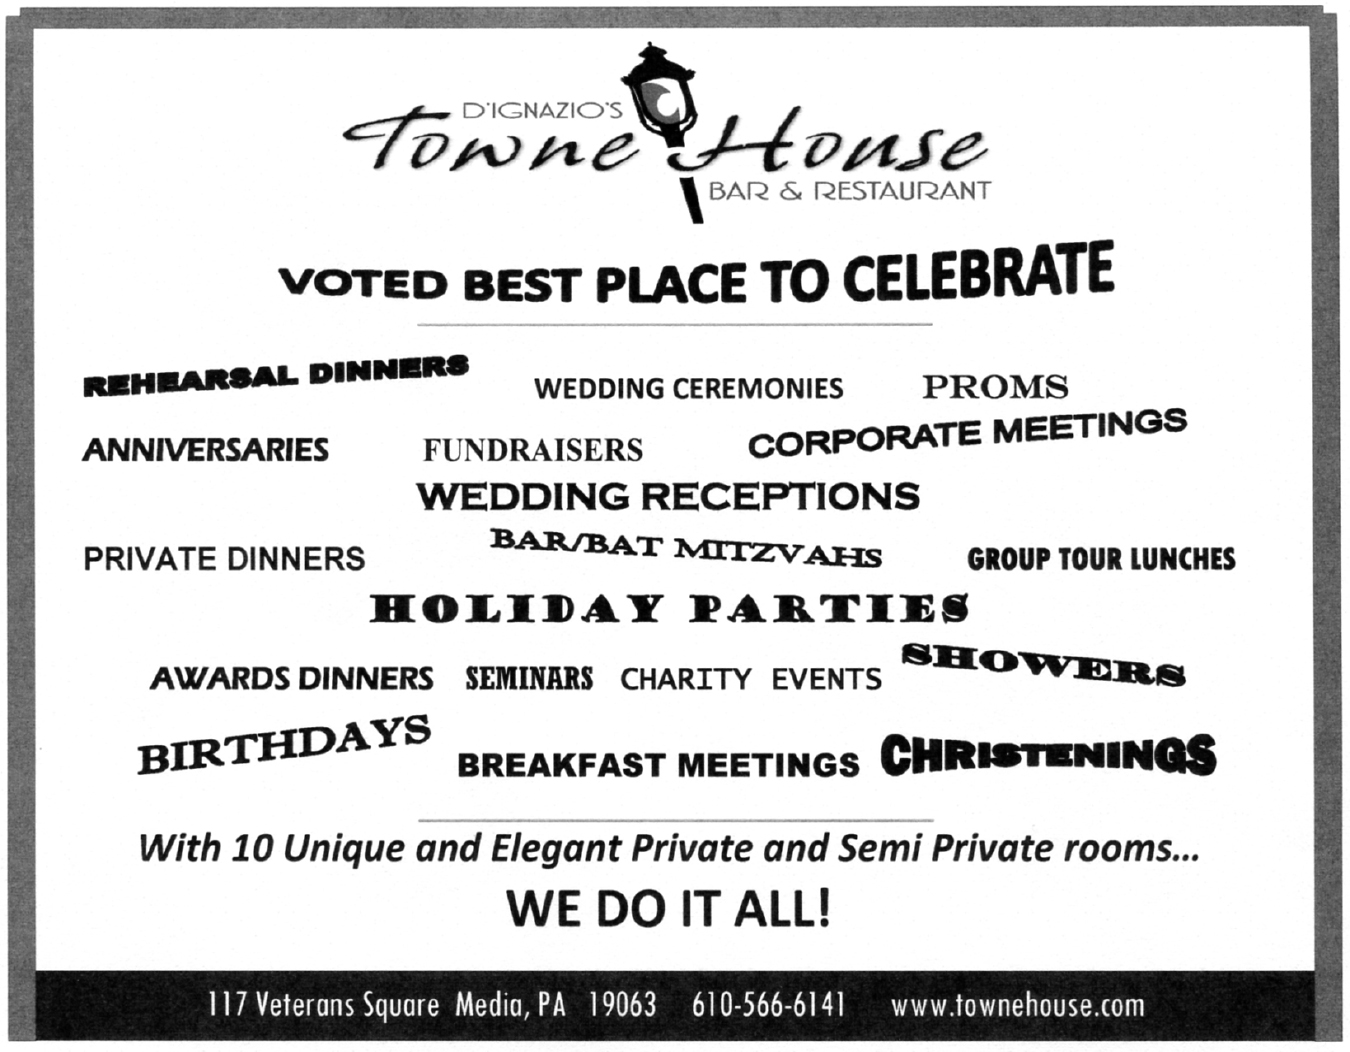 D'IGNAZIO'S
Towne House
BAR & RESTAURANT
VOTED BEST PLACE TO CELEBRATE
REHEARSAL DINNERS WEDDING CEREMONIES PROMS
ANNIVERSARIES FUNDRAISERS CORPORATE MEETINGS
WEDDING RECEPTIONS
PRIVATE DINNERS BAR/BAT MITZVAHS GROUP TOUR LUNCHES
HOLIDAY PARTIES
AWARDS DINNERS SEMINARS CHARITY EVENTS SHOWERS
BIRTHDAYS BREAKFAST MEETINGS CHRISTENINGS
With 10 Unique and Elegant Private and Semi Private rooms...
WE DO IT ALL!
117 Veterans Square Media, PA 19063 610-566-6141 www.townehouse.com